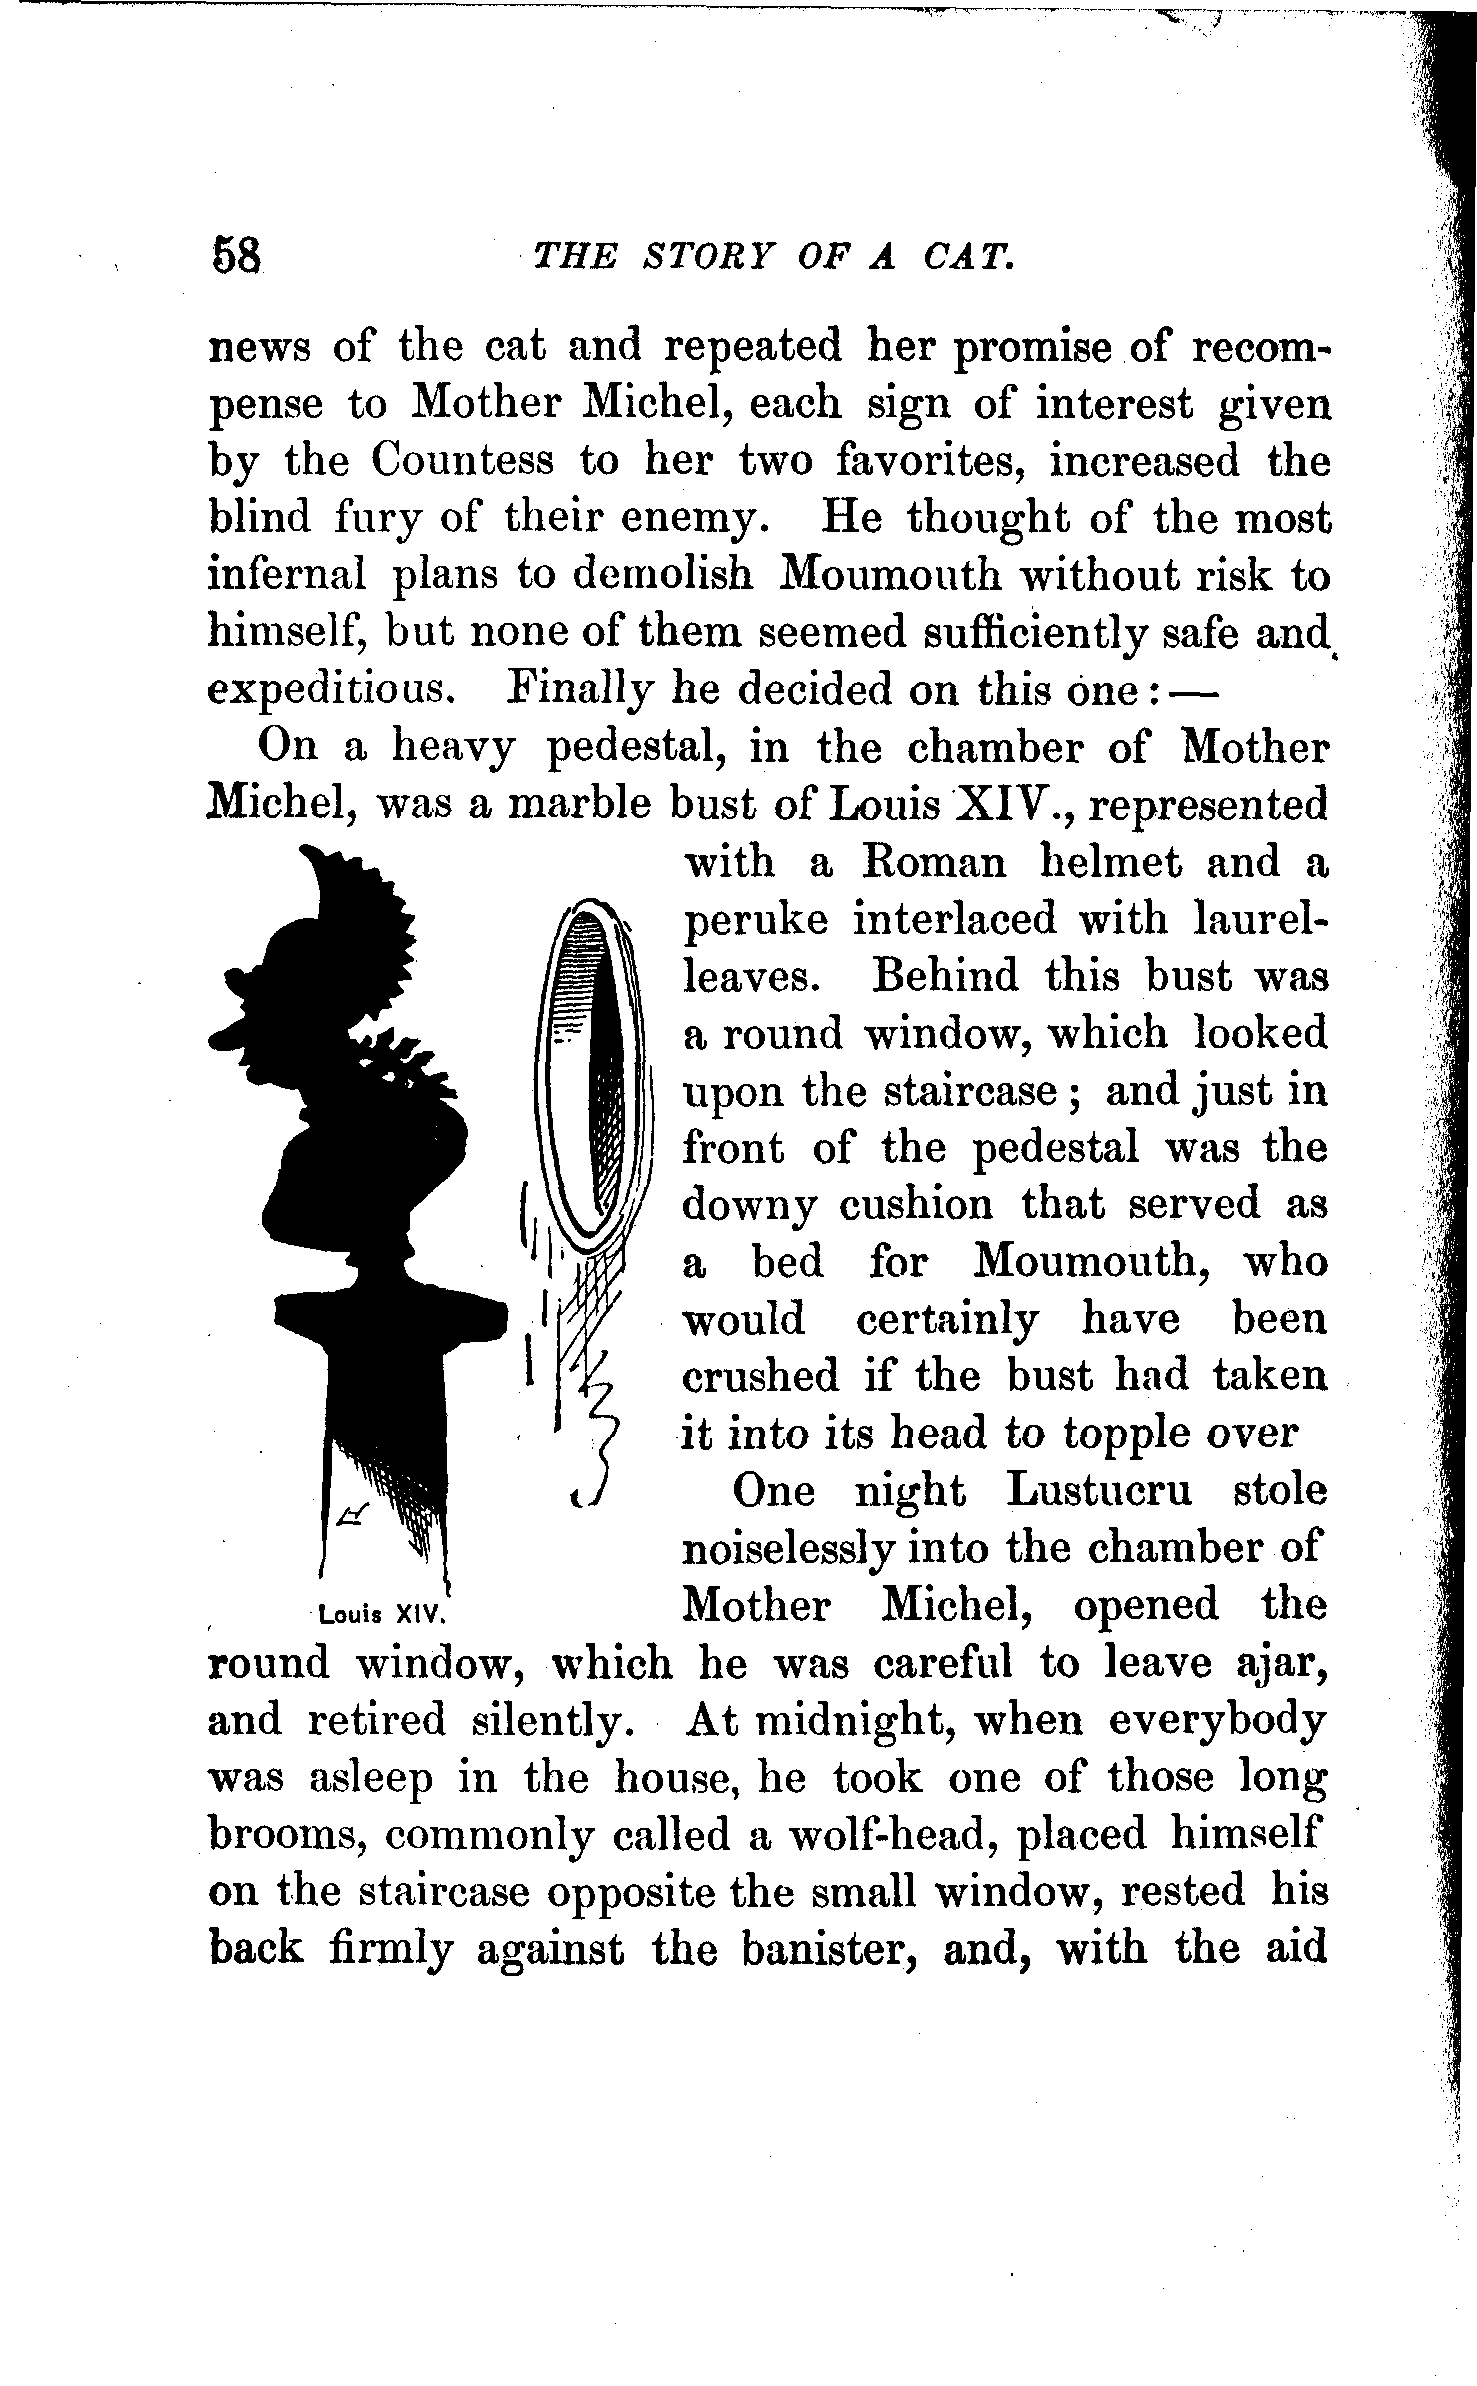 58 THE STORY OF A CAT.
news of the cat and repeated her promise of recom-
pense to Mother Michel, each sign of interest given
by the Countess to her two favorites, increased the
blind fury of their enemy. He thought of the most
infernal plans to demolish Moumouth without risk to
himself, but none of them seemed sufficiently safe and
expeditious. Finally he decided on this one:—
On a heavy pedestal, in the chamber of Mother
Michel, was a marble bust of Louis XIV., represented
with a Roman helmet and a
peruke interlaced with laurel-
leaves. Behind this bust was
a round window, which looked
upon the staircase; and just in
front of the pedestal was the
downy cushion that served as
a bed for Moumouth, who
would certainly have been
crushed if the bust had taken
it into its head to topple over
One night Lustucru stole
noiselessly into the chamber of
Mother Michel, opened the
Louis XIV.
round window, which he was careful to leave ajar,
and retired silently. At midnight, when everybody
was asleep in the house, he took one of those long
brooms, commonly called a wolf-head, placed himself
on the staircase opposite the small window, rested his
back firmly against the banister, and, with the aid